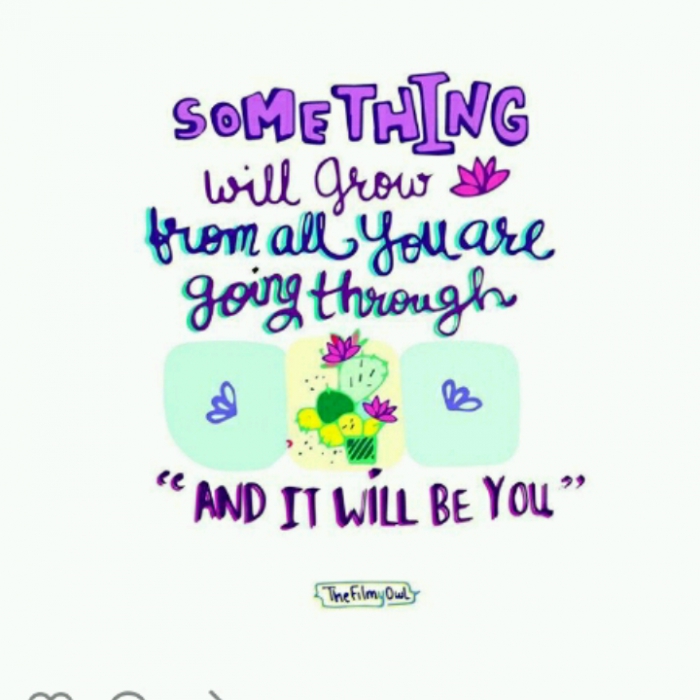 SOMETHING
will Grow
from all You are
going through
“AND IT WILL BE YOU”
TheFilmyOwl